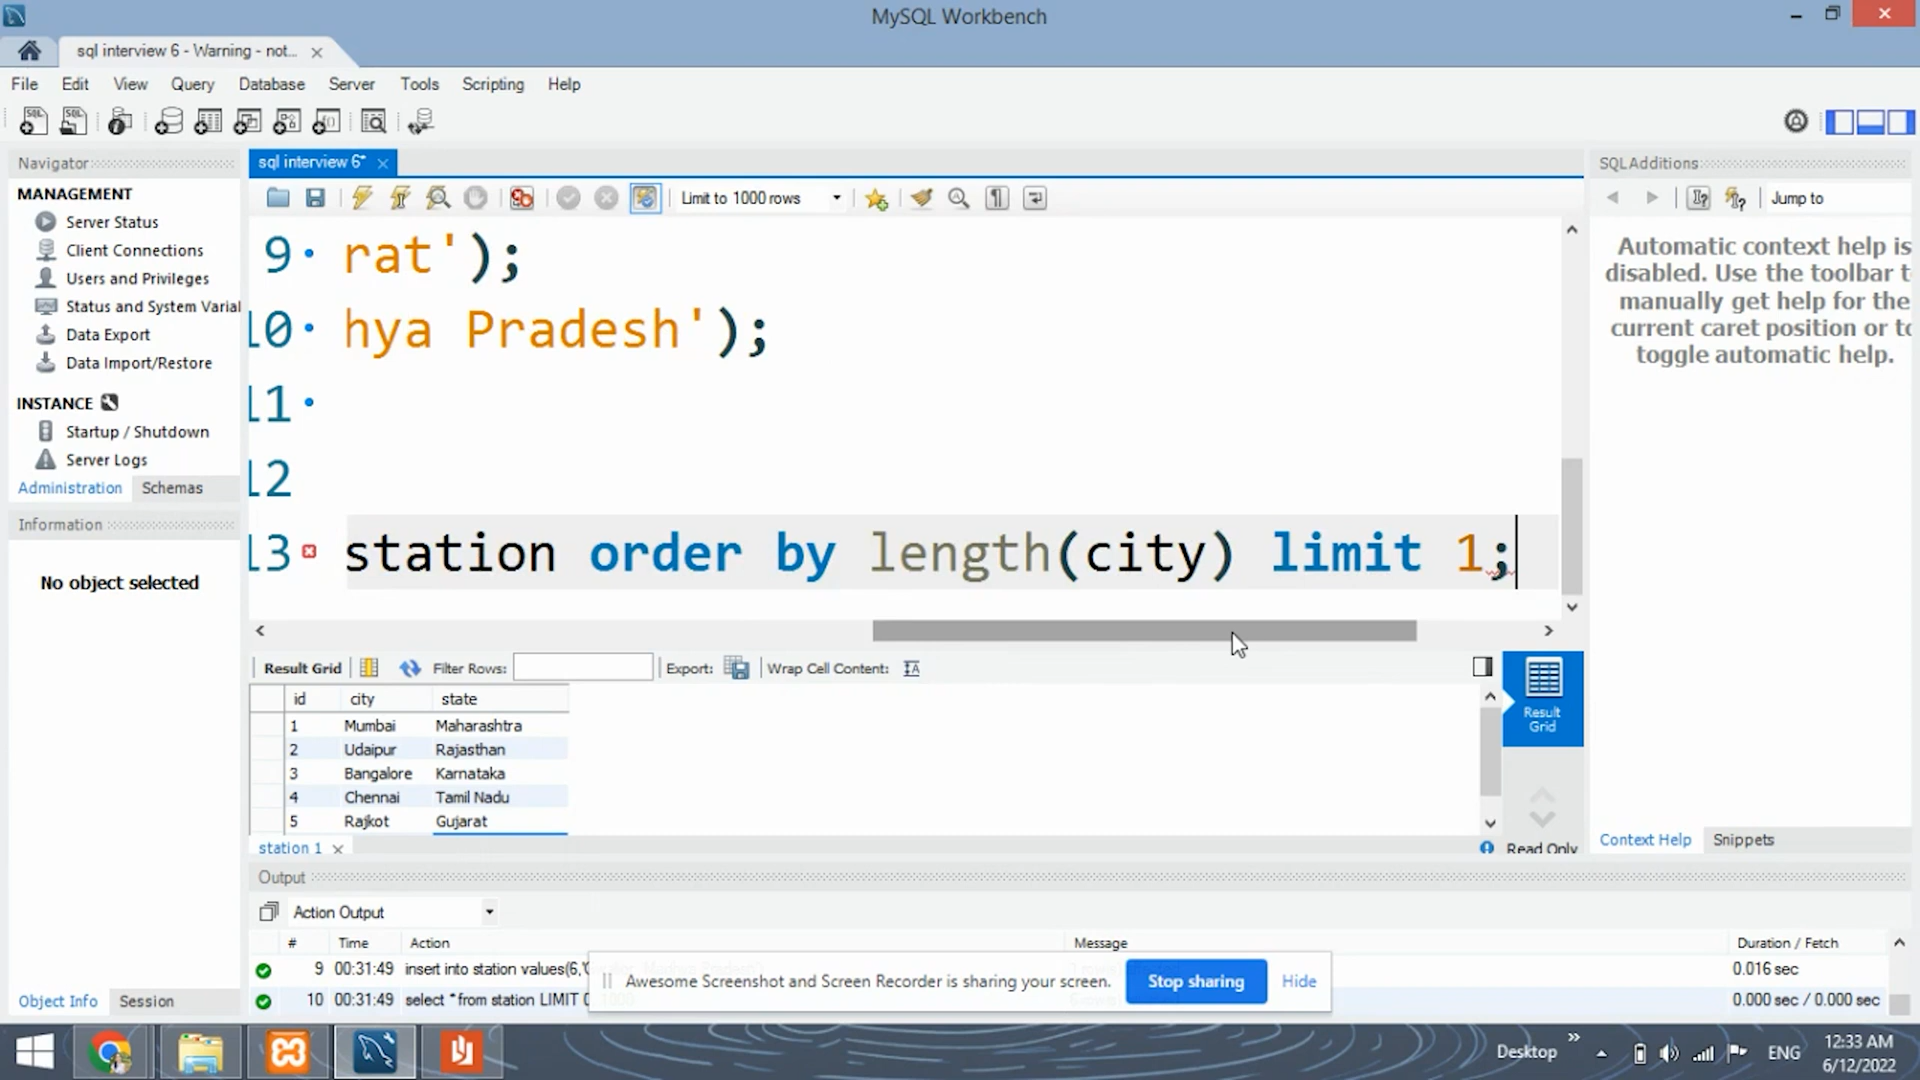 MySQL Workbench
sql interview 6 - Warning - not...
File Edit View Query Database Server Tools Scripting Help
Navigator
MANAGEMENT
Server Status
Client Connections
Users and Privileges
Status and System Varial
Data Export
Data Import/Restore
INSTANCE
Startup / Shutdown
Server Logs
Administration Schemas
Information
No object selected
Object Info Session
sql interview 6*
Limit to 1000 rows
9 rat');
10 hya Pradesh');
11
12
13 station order by length(city) limit 1;
Result Grid Filter Rows: Export: Wrap Cell Content:
id city state
1 Mumbai Maharashtra
2 Udaipur Rajasthan
3 Bangalore Karnataka
4 Chennai Tamil Nadu
5 Rajkot Gujarat
Result
Grid
station 1
Read Only
SQL Additions
Jump to
Automatic context help is
disabled. Use the toolbar t
manually get help for the
current caret position or to
toggle automatic help.
Context Help Snippets
Output
Action Output
# Time Action Message Duration / Fetch
9 00:31:49 insert into station values(6,' 0.016 sec
10 00:31:49 select * from station LIMIT 0 0.000 sec / 0.000 sec
Awesome Screenshot and Screen Recorder is sharing your screen. Stop sharing Hide
Desktop ENG 12:33 AM
6/12/2022